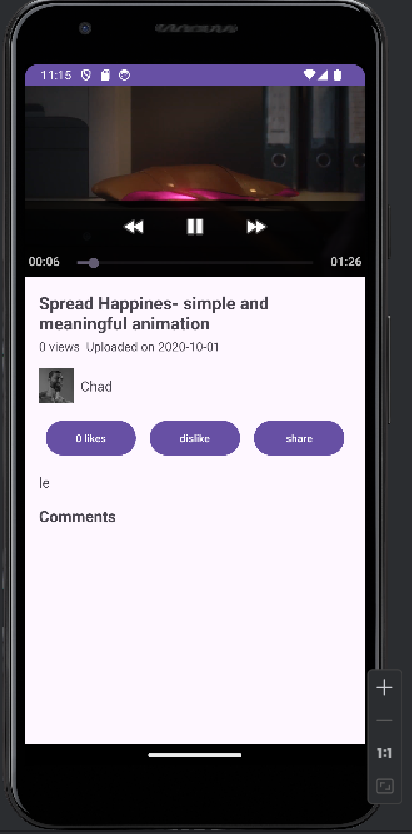 11:15
00:06
01:26
Spread Happines- simple and
meaningful animation
0 views Uploaded on 2020-10-01
Chad
0 likes
dislike
share
le
Comments
1:1